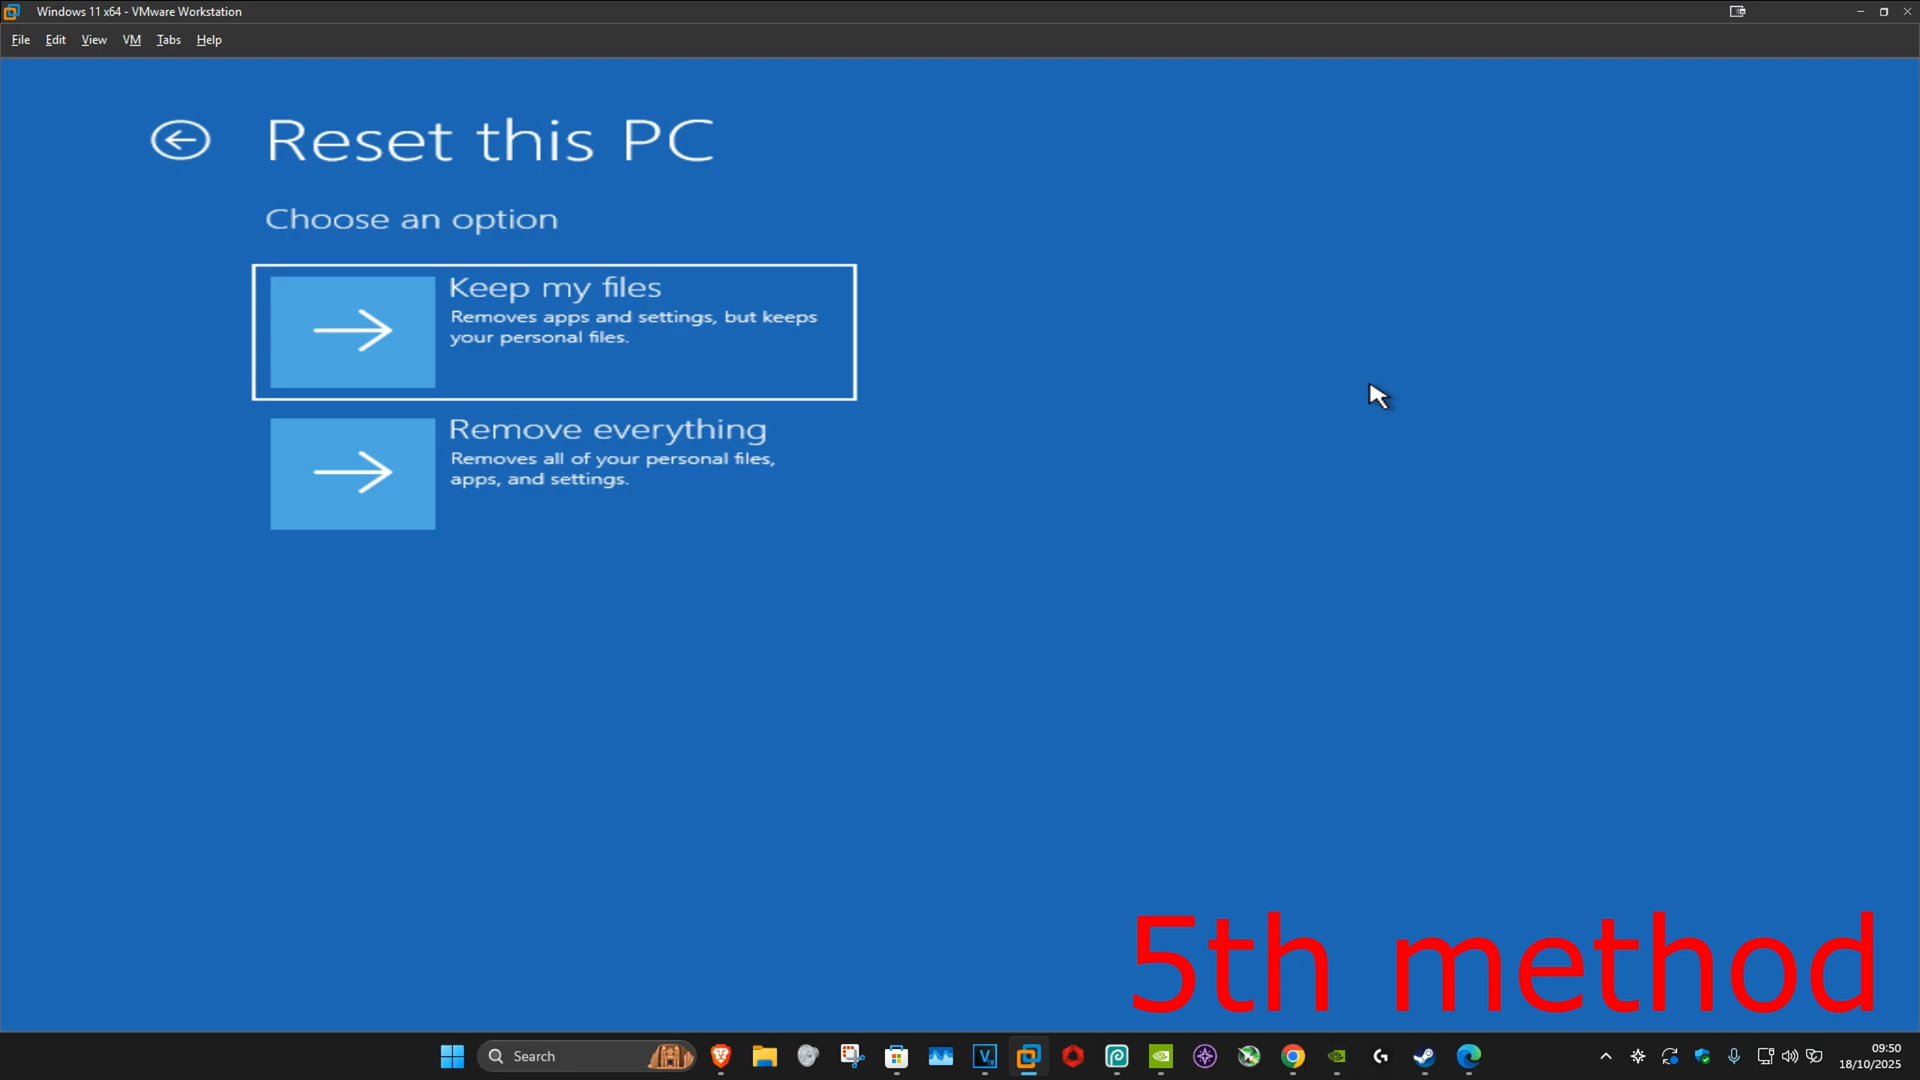 Windows 11 x64 - VMware Workstation
File Edit View VM Tabs Help
Reset this PC
Choose an option
Keep my files
Removes apps and settings, but keeps
your personal files.
Remove everything
Removes all of your personal files,
apps, and settings.
5th method
Search
09:50
18/10/2025